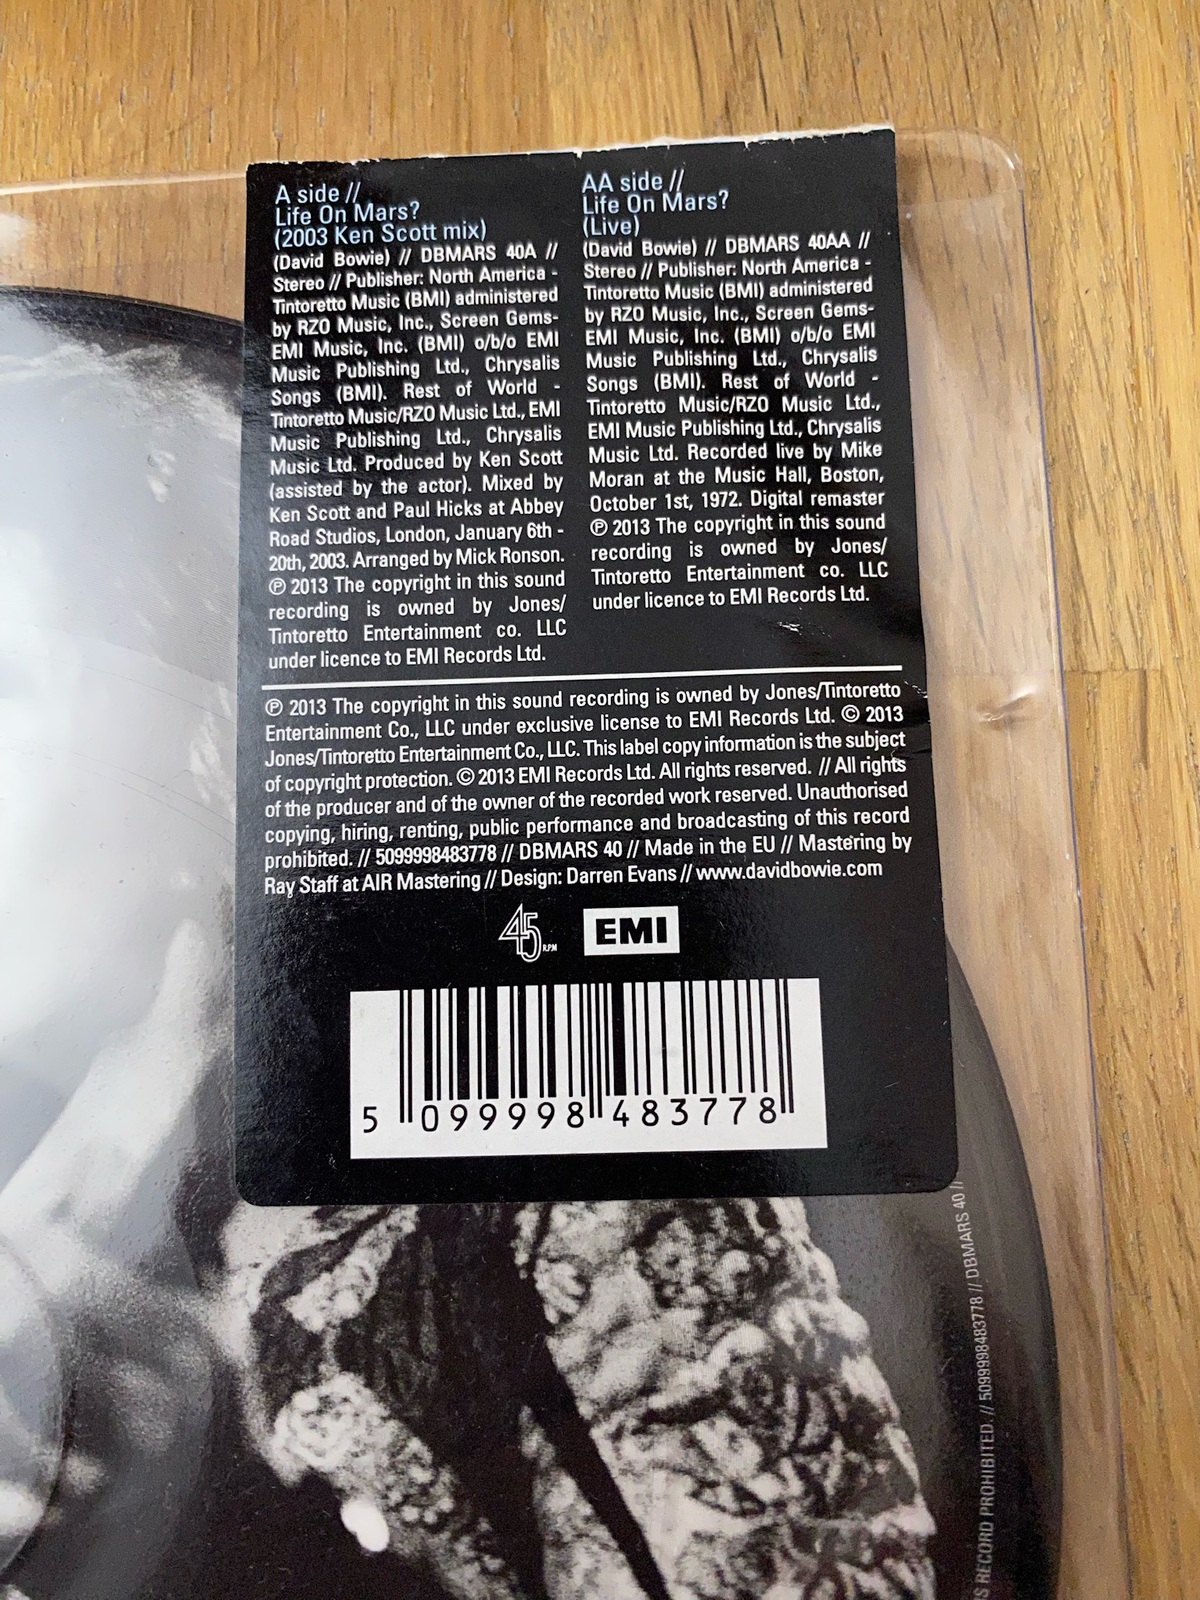 A side //
Life On Mars?
(2003 Ken Scott mix)
(David Bowie) // DBMARS 40A //
Stereo // Publisher: North America -
Tintoretto Music (BMI) administered
by RZO Music, Inc., Screen Gems-
EMI Music, Inc. (BMI) o/b/o EMI
Music Publishing Ltd., Chrysalis
Songs (BMI). Rest of World -
Tintoretto Music/RZO Music Ltd., EMI
Music Publishing Ltd., Chrysalis
Music Ltd. Produced by Ken Scott
(assisted by the actor). Mixed by
Ken Scott and Paul Hicks at Abbey
Road Studios, London, January 6th -
20th, 2003. Arranged by Mick Ronson.
℗ 2013 The copyright in this sound
recording is owned by Jones/
Tintoretto Entertainment co. LLC
under licence to EMI Records Ltd.
AA side //
Life On Mars?
(Live)
(David Bowie) // DBMARS 40AA //
Stereo // Publisher: North America -
Tintoretto Music (BMI) administered
by RZO Music, Inc., Screen Gems-
EMI Music, Inc. (BMI) o/b/o EMI
Music Publishing Ltd., Chrysalis
Songs (BMI). Rest of World -
Tintoretto Music/RZO Music Ltd.,
EMI Music Publishing Ltd., Chrysalis
Music Ltd. Recorded live by Mike
Moran at the Music Hall, Boston,
October 1st, 1972. Digital remaster
℗ 2013 The copyright in this sound
recording is owned by Jones/
Tintoretto Entertainment co. LLC
under licence to EMI Records Ltd.
℗ 2013 The copyright in this sound recording is owned by Jones/Tintoretto
Entertainment Co., LLC under exclusive license to EMI Records Ltd. © 2013
Jones/Tintoretto Entertainment Co., LLC. This label copy information is the subject
of copyright protection. © 2013 EMI Records Ltd. All rights reserved. // All rights
of the producer and of the owner of the recorded work reserved. Unauthorised
copying, hiring, renting, public performance and broadcasting of this record
prohibited. // 5099998483778 // DBMARS 40 // Made in the EU // Mastering by
Ray Staff at AIR Mastering // Design: Darren Evans // www.davidbowie.com
45 RPM EMI
5 099998 483778
S RECORD PROHIBITED. // 5099998483778 // DBMARS 40 //